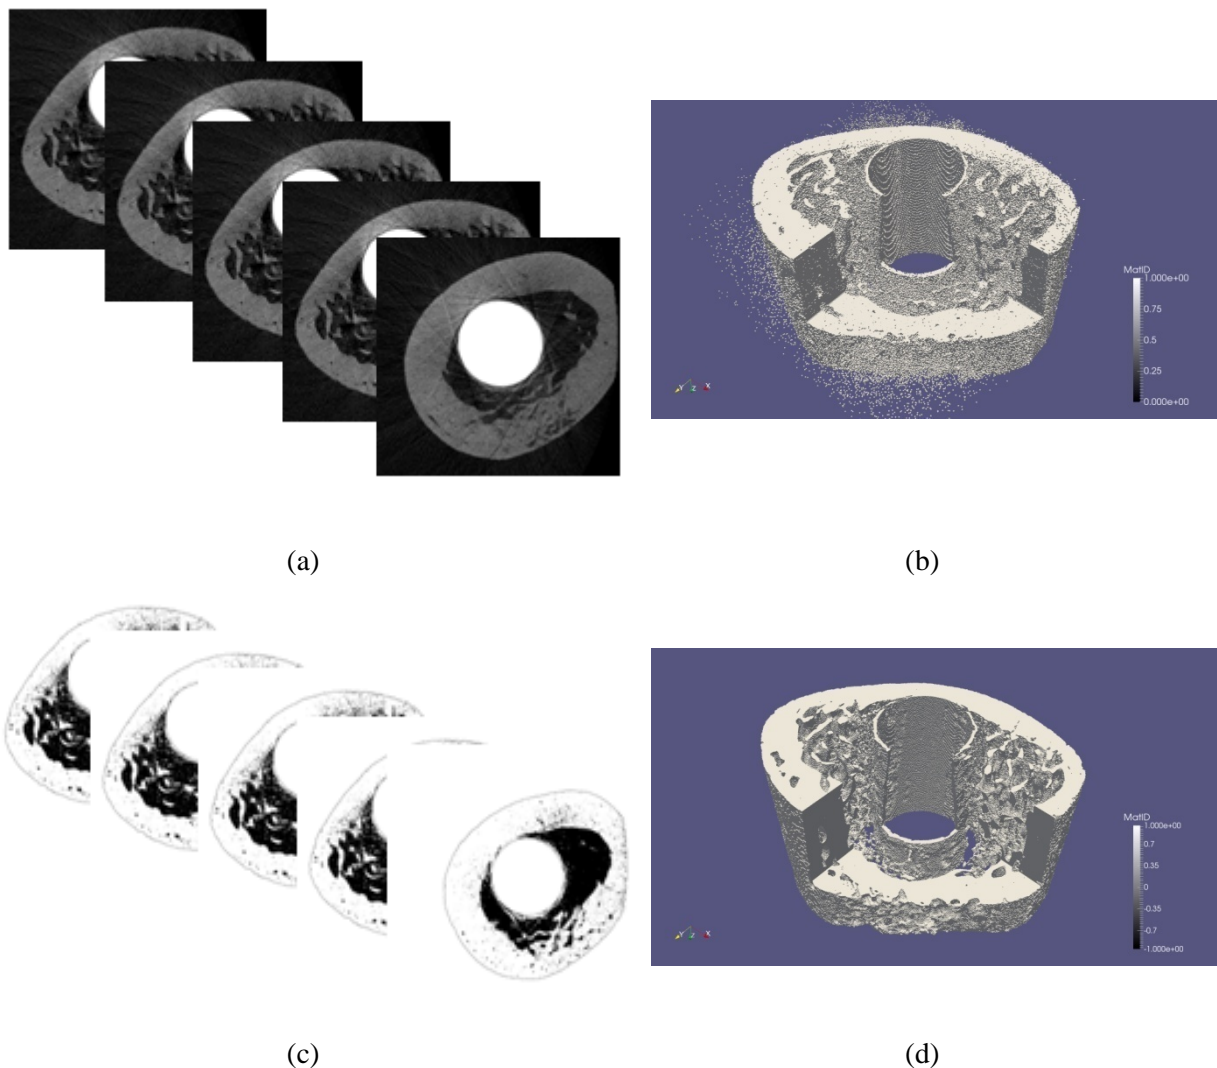 MatID
1.000e+00
0.75
0.5
0.25
0.000e+00
Y Z X
(a)
(b)
MatID
1.000e+00
0.7
0.35
0
-0.35
-0.7
-1.000e+00
Y Z X
(c)
(d)